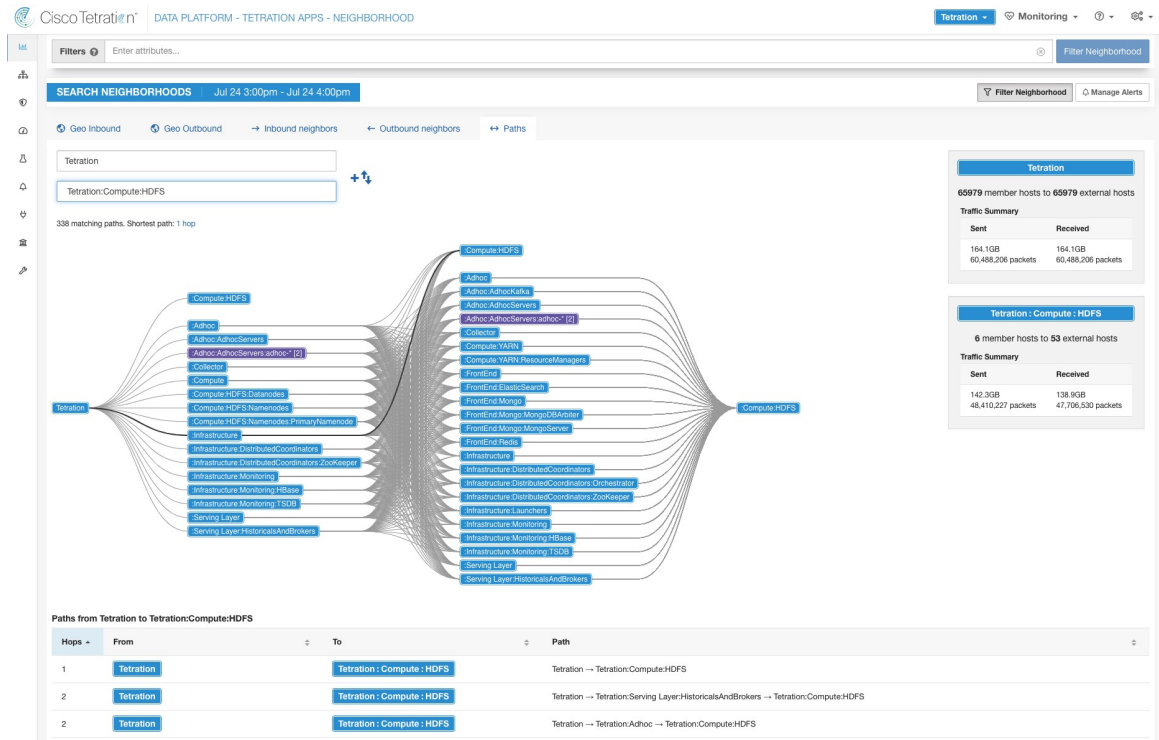 Cisco Tetration™ DATA PLATFORM - TETRATION APPS - NEIGHBORHOOD Tetration Monitoring
Filters Enter attributes... Filter Neighborhood
SEARCH NEIGHBORHOODS | Jul 24 3:00pm - Jul 24 4:00pm Filter Neighborhood Manage Alerts
Geo Inbound Geo Outbound → Inbound neighbors ← Outbound neighbors ↔ Paths
Tetration
Tetration:Compute:HDFS
338 matching paths. Shortest path: 1 hop
Tetration
:Compute:HDFS
:Adhoc
:Adhoc:AdhocServers
:Adhoc:AdhocServers:adhoc-* [2]
:Collector
:Compute
:Compute:HDFS:Datanodes
:Compute:HDFS:Namenodes
:Compute:HDFS:Namenodes:PrimaryNamenode
:Infrastructure
:Infrastructure:DistributedCoordinators
:Infrastructure:DistributedCoordinators:ZooKeeper
:Infrastructure:Monitoring
:Infrastructure:Monitoring:HBase
:Infrastructure:Monitoring:TSDB
:Serving Layer
:Serving Layer:HistoricalsAndBrokers
:Compute:HDFS
:Adhoc
:Adhoc:AdhocKafka
:Adhoc:AdhocServers
:Adhoc:AdhocServers:adhoc-* [2]
:Collector
:Compute:YARN
:Compute:YARN:ResourceManagers
:FrontEnd
:FrontEnd:ElasticSearch
:FrontEnd:Mongo
:FrontEnd:Mongo:MongoDBArbiter
:FrontEnd:Mongo:MongoServer
:FrontEnd:Redis
:Infrastructure
:Infrastructure:DistributedCoordinators
:Infrastructure:DistributedCoordinators:Orchestrator
:Infrastructure:DistributedCoordinators:ZooKeeper
:Infrastructure:Launchers
:Infrastructure:Monitoring
:Infrastructure:Monitoring:HBase
:Infrastructure:Monitoring:TSDB
:Serving Layer
:Serving Layer:HistoricalsAndBrokers
:Compute:HDFS
Tetration
65979 member hosts to 65979 external hosts
Traffic Summary
Sent Received
164.1GB 164.1GB
60,488,206 packets 60,488,206 packets
Tetration : Compute : HDFS
6 member hosts to 53 external hosts
Traffic Summary
Sent Received
142.3GB 138.9GB
48,410,227 packets 47,706,530 packets
Paths from Tetration to Tetration:Compute:HDFS
Hops From To Path
1 Tetration Tetration : Compute : HDFS Tetration → Tetration:Compute:HDFS
2 Tetration Tetration : Compute : HDFS Tetration → Tetration:Serving Layer:HistoricalsAndBrokers → Tetration:Compute:HDFS
2 Tetration Tetration : Compute : HDFS Tetration → Tetration:Adhoc → Tetration:Compute:HDFS